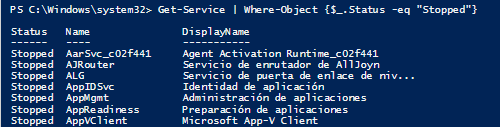 PS C:\Windows\system32> Get-Service | Where-Object {$_.Status -eq "Stopped"}
Status Name DisplayName
------ ---- -----------
Stopped AarSvc_c02f441 Agent Activation Runtime_c02f441
Stopped AJRouter Servicio de enrutador de AllJoyn
Stopped ALG Servicio de puerta de enlace de niv...
Stopped AppIDSvc Identidad de aplicación
Stopped AppMgmt Administración de aplicaciones
Stopped AppReadiness Preparación de aplicaciones
Stopped AppVClient Microsoft App-V Client